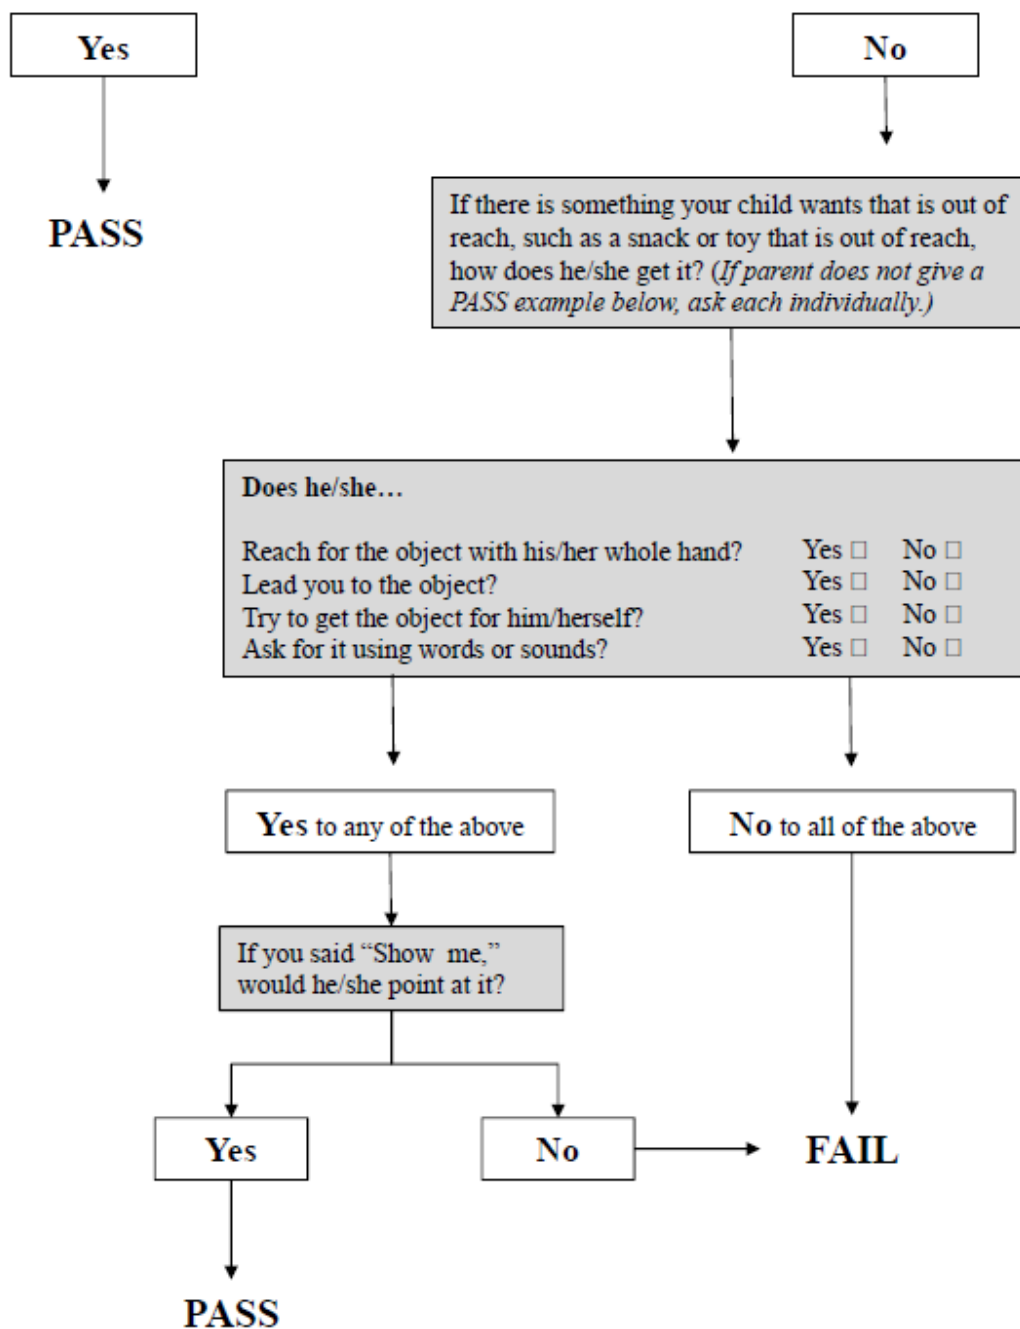 Yes
No
PASS
If there is something your child wants that is out of
reach, such as a snack or toy that is out of reach,
how does he/she get it? (If parent does not give a
PASS example below, ask each individually.)
Does he/she…
Reach for the object with his/her whole hand? Yes □ No □
Lead you to the object? Yes □ No □
Try to get the object for him/herself? Yes □ No □
Ask for it using words or sounds? Yes □ No □
Yes to any of the above
No to all of the above
If you said “Show me,”
would he/she point at it?
Yes
No
FAIL
PASS